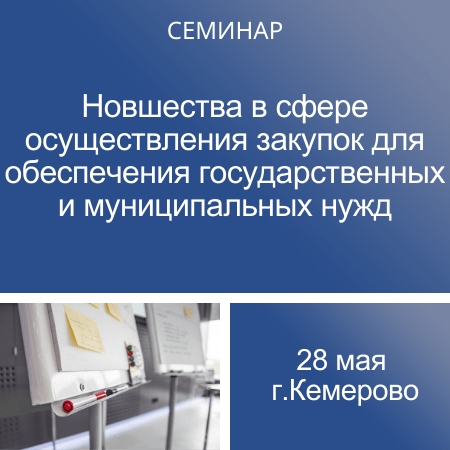 СЕМИНАР
Новшества в сфере
осуществления закупок для
обеспечения государственных
и муниципальных нужд
28 мая
г.Кемерово